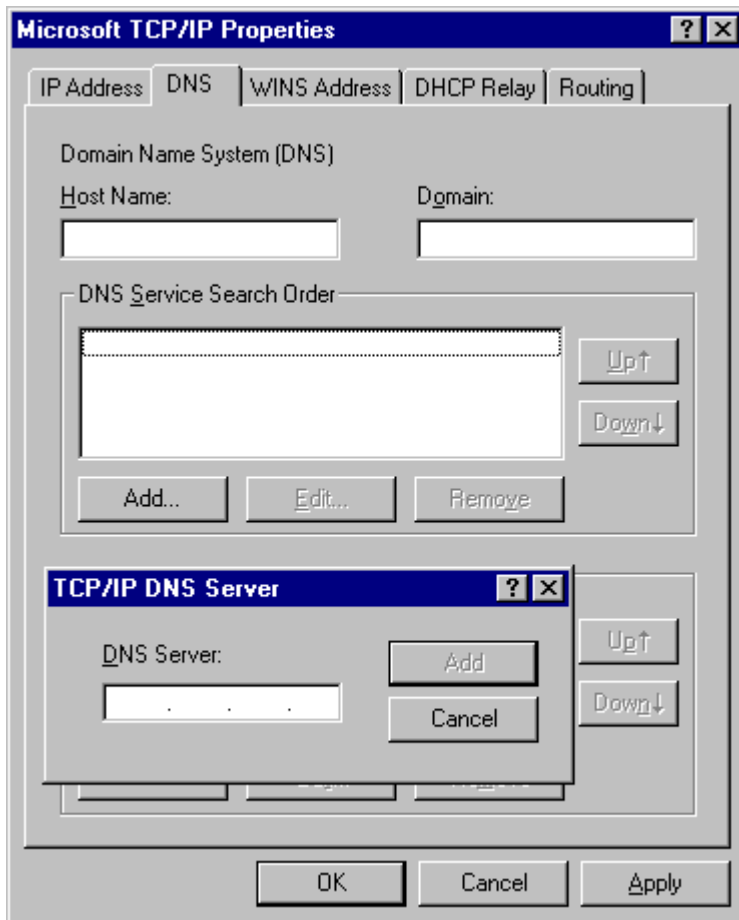 Microsoft TCP/IP Properties
IP Address DNS WINS Address DHCP Relay Routing
Domain Name System (DNS)
Host Name: Domain:
DNS Service Search Order
Up↑
Down↓
Add... Edit... Remove
TCP/IP DNS Server
DNS Server: Add
. . . Cancel
Up↑
Down↓
OK Cancel Apply